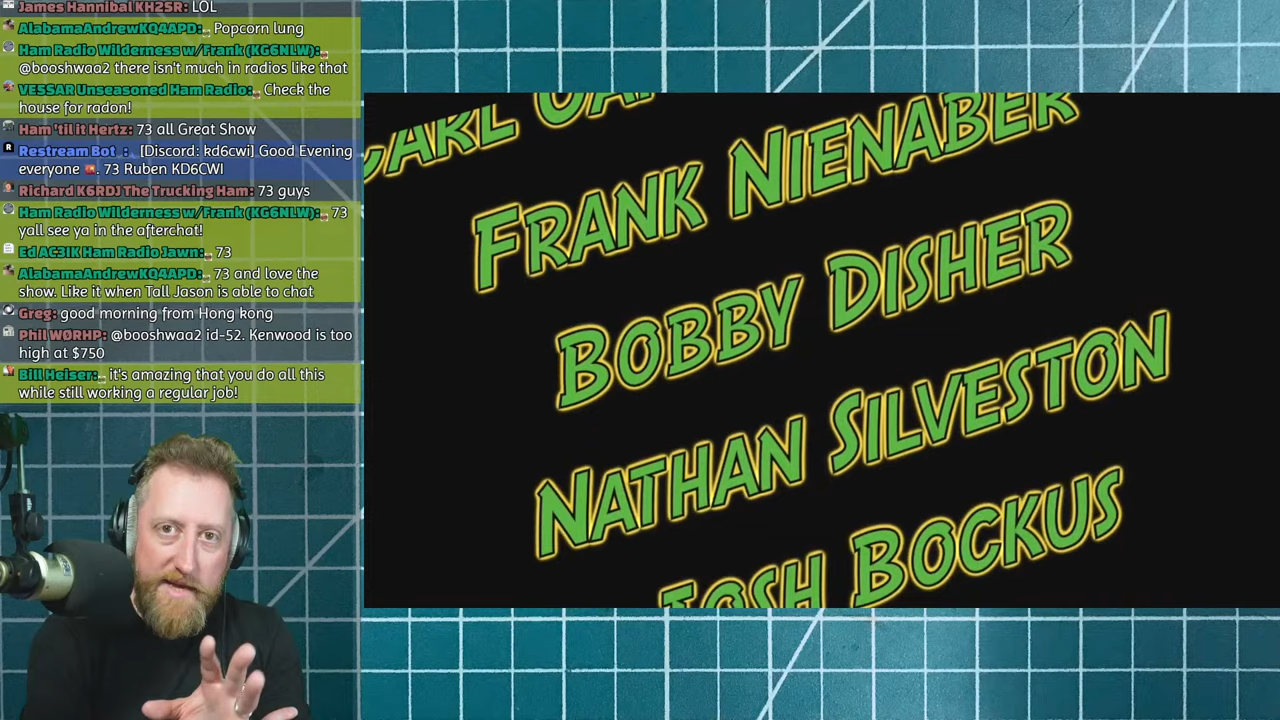 James Hannibal KH2SR: LOL
AlabamaAndrewKQ4APD: Popcorn lung
Ham Radio Wilderness w/Frank (KG6NLW):
@booshwaa2 there isn't much in radios like that
VE5SAR Unseasoned Ham Radio: Check the
house for radon!
Ham 'til it Hertz: 73 all Great Show
Restream Bot : [Discord: kd6cwi] Good Evening
everyone . 73 Ruben KD6CWI
Richard K6RDJ The Trucking Ham: 73 guys
Ham Radio Wilderness w/Frank (KG6NLW): 73
yall see ya in the afterchat!
Ed AC3IK Ham Radio Jawn: 73
AlabamaAndrewKQ4APD: 73 and love the
show. Like it when Tall Jason is able to chat
Greg: good morning from Hong kong
Phil WØRHP: @booshwaa2 id-52. Kenwood is too
high at $750
Bill Heiser: it's amazing that you do all this
while still working a regular job!
CARL
FRANK NIENABER
BOBBY DISHER
NATHAN SILVESTON
JOSH BOCKUS